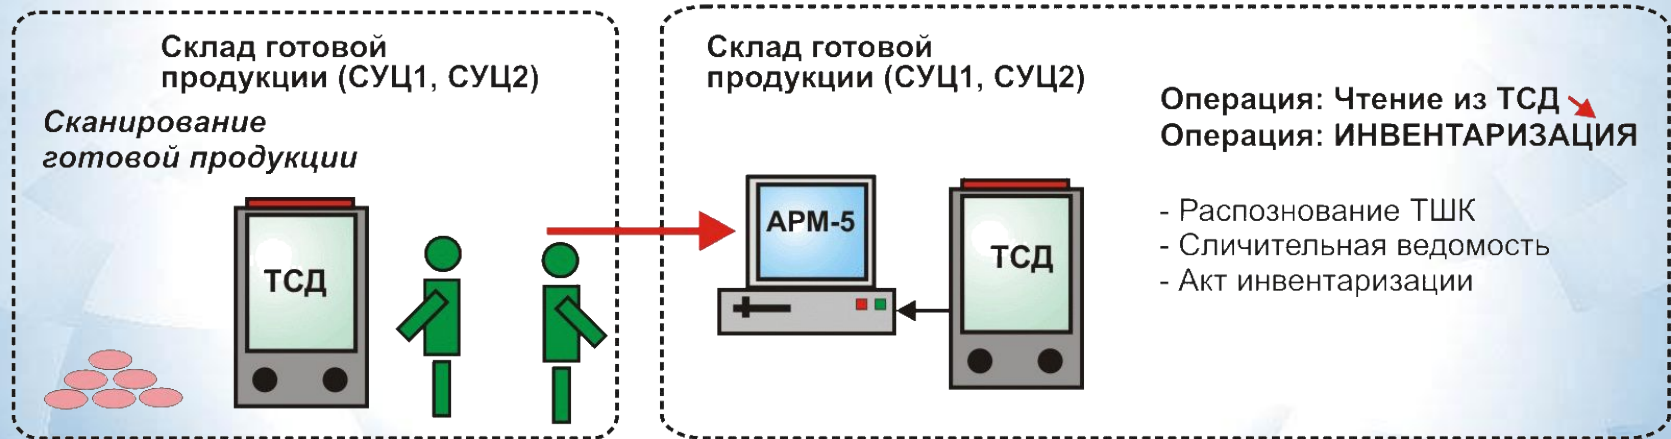 Склад готовой
продукции (СУЦ1, СУЦ2)
Сканирование
готовой продукции
ТСД
Склад готовой
продукции (СУЦ1, СУЦ2)
АРМ-5
ТСД
Операция: Чтение из ТСД
Операция: ИНВЕНТАРИЗАЦИЯ
- Распознование ТШК
- Сличительная ведомость
- Акт инвентаризации